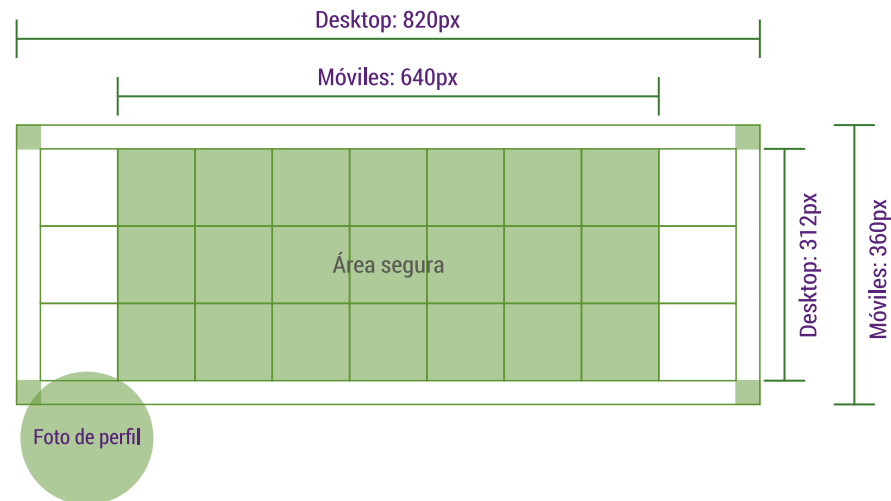 Desktop: 820px
Móviles: 640px
Área segura
Desktop: 312px
Móviles: 360px
Foto de perfil